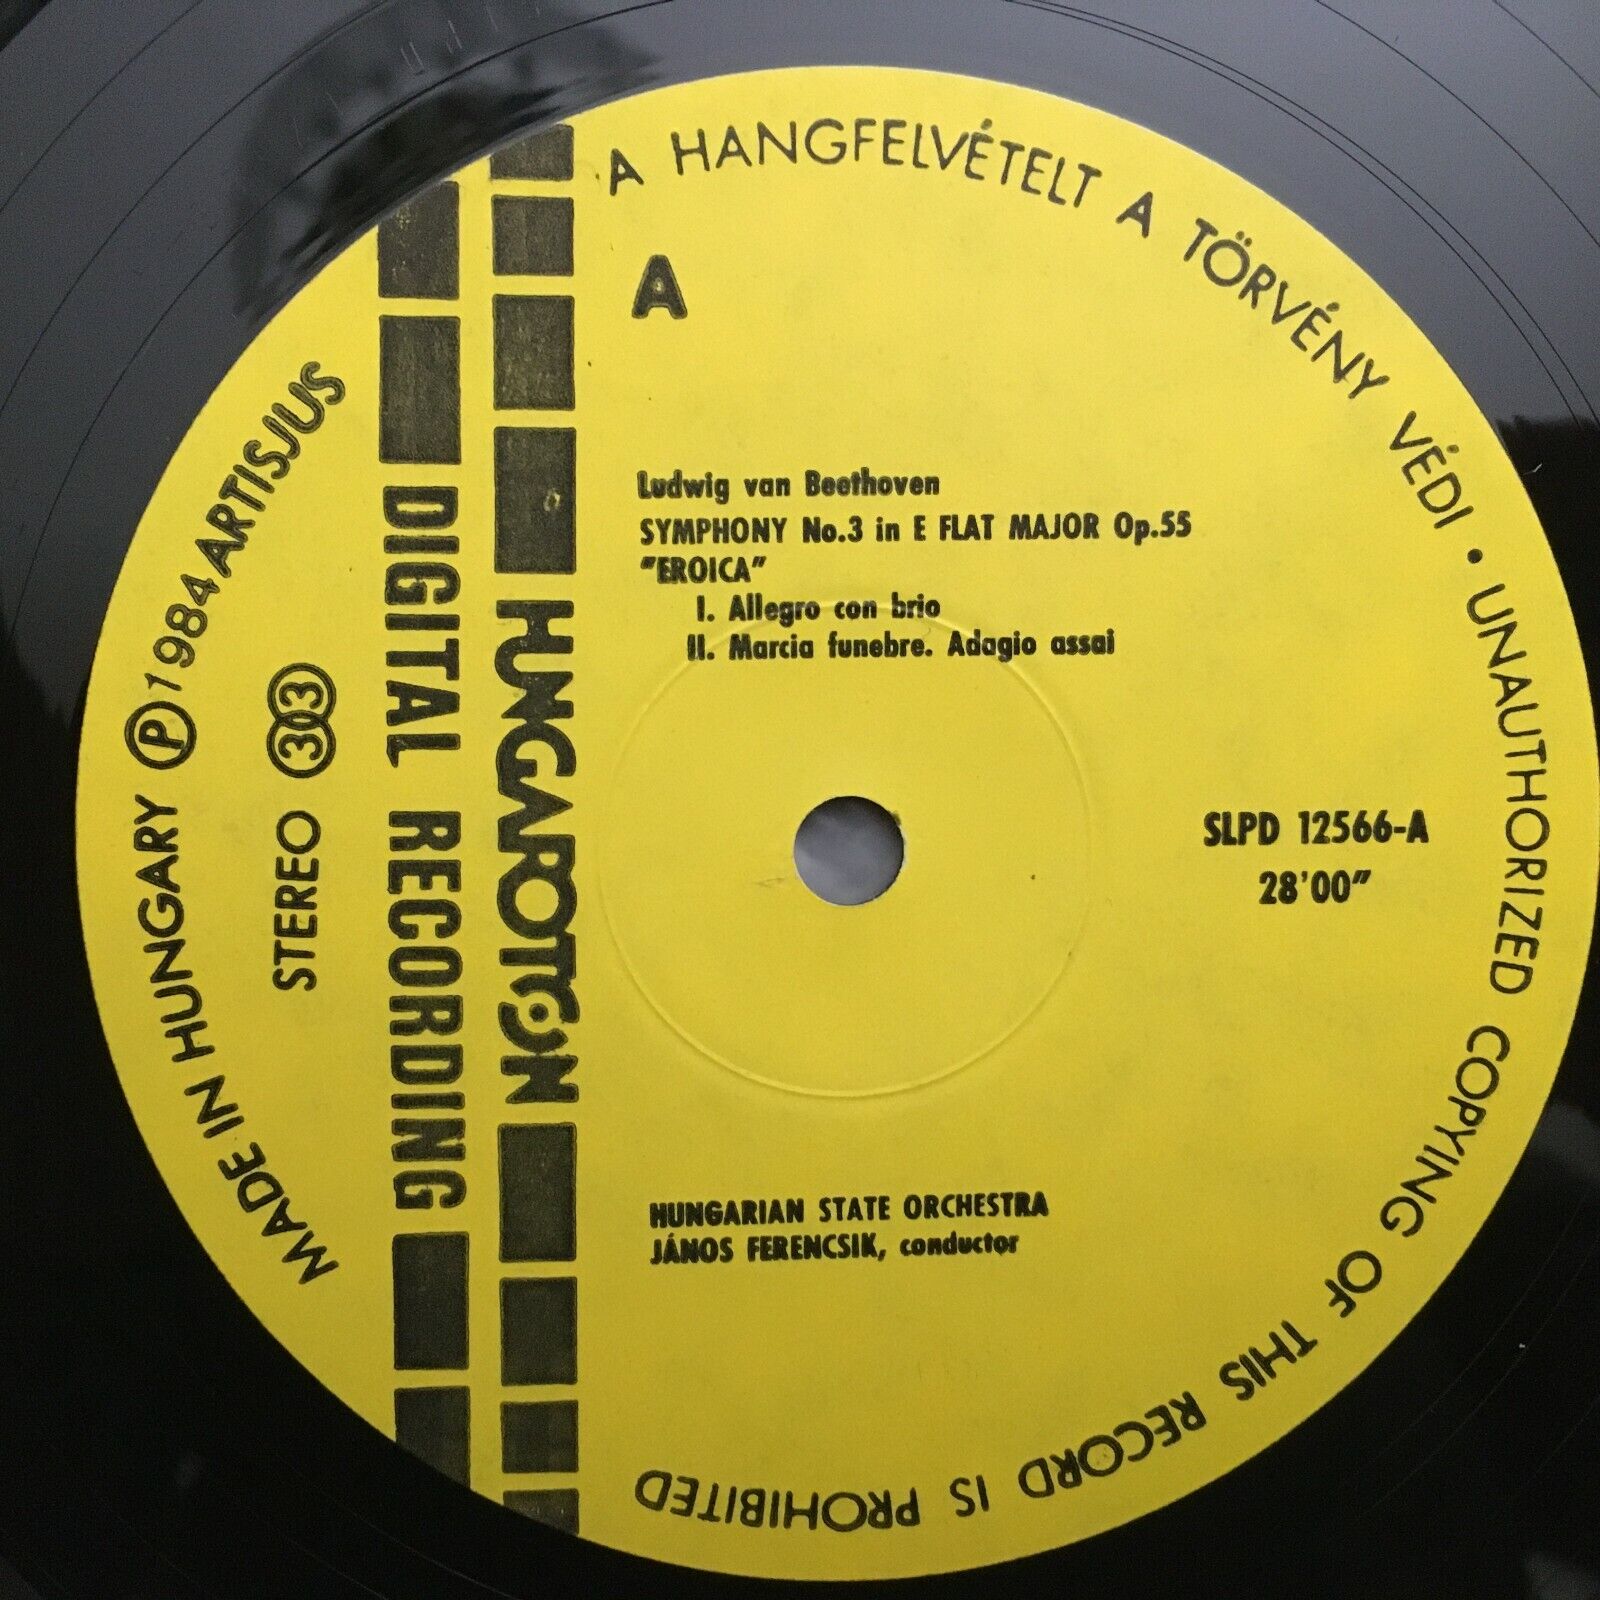 A HANGFELVÉTELT A TÖRVÉNY VÉDI • UNAUTHORIZED COPYING OF THIS RECORD IS PROHIBITED
A
Ludwig van Beethoven
SYMPHONY No.3 in E FLAT MAJOR Op.55
"EROICA"
I. Allegro con brio
II. Marcia funebre. Adagio assai
SLPD 12566-A
28'00"
HUNGARIAN STATE ORCHESTRA
JÁNOS FERENCSIK, conductor
HUNGAROTON
DIGITAL RECORDING
STEREO 33
MADE IN HUNGARY ℗ 1984 ARTISJUS